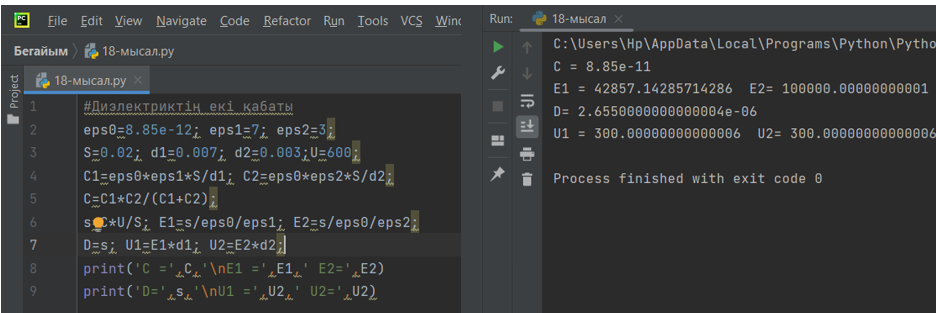 PC File Edit View Navigate Code Refactor Run Tools VCS Winc
Бегайым 18-мысал.py
18-мысал.py
Project
1 #Диэлектриктің екі қабаты
2 eps0=8.85e-12; eps1=7; eps2=3;
3 S=0.02; d1=0.007; d2=0.003;U=600;
4 C1=eps0*eps1*S/d1; C2=eps0*eps2*S/d2;
5 C=C1*C2/(C1+C2);
6 s=C*U/S; E1=s/eps0/eps1; E2=s/eps0/eps2;
7 D=s; U1=E1*d1; U2=E2*d2;
8 print('C =',C,'\nE1 =',E1,' E2=',E2)
9 print('D=',s,'\nU1 =',U2,' U2=',U2)
Run: 18-мысал
C:\Users\Hp\AppData\Local\Programs\Python\Pytho
C = 8.85e-11
E1 = 42857.14285714286 E2= 100000.00000000001
D= 2.6550000000000004e-06
U1 = 300.00000000000006 U2= 300.00000000000006
Process finished with exit code 0